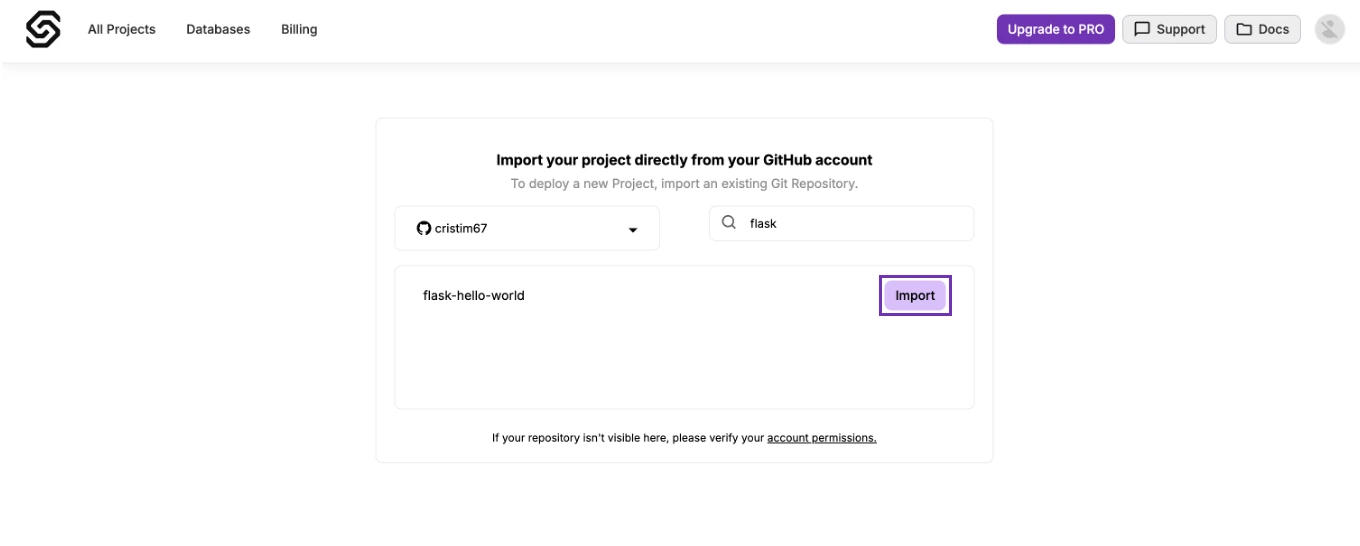 All Projects Databases Billing Upgrade to PRO Support Docs
Import your project directly from your GitHub account
To deploy a new Project, import an existing Git Repository.
cristim67 flask
flask-hello-world Import
If your repository isn't visible here, please verify your account permissions.